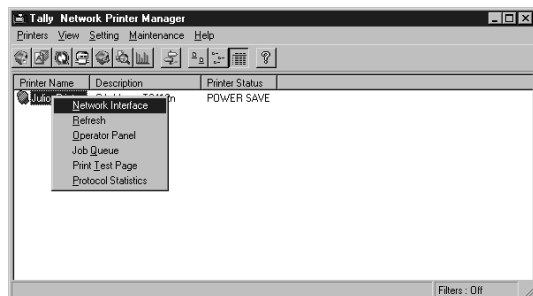 Tally Network Printer Manager
Printers View Setting Maintenance Help
Printer Name Description Printer Status
POWER SAVE
Network Interface
Refresh
Operator Panel
Job Queue
Print Test Page
Protocol Statistics
Filters : Off